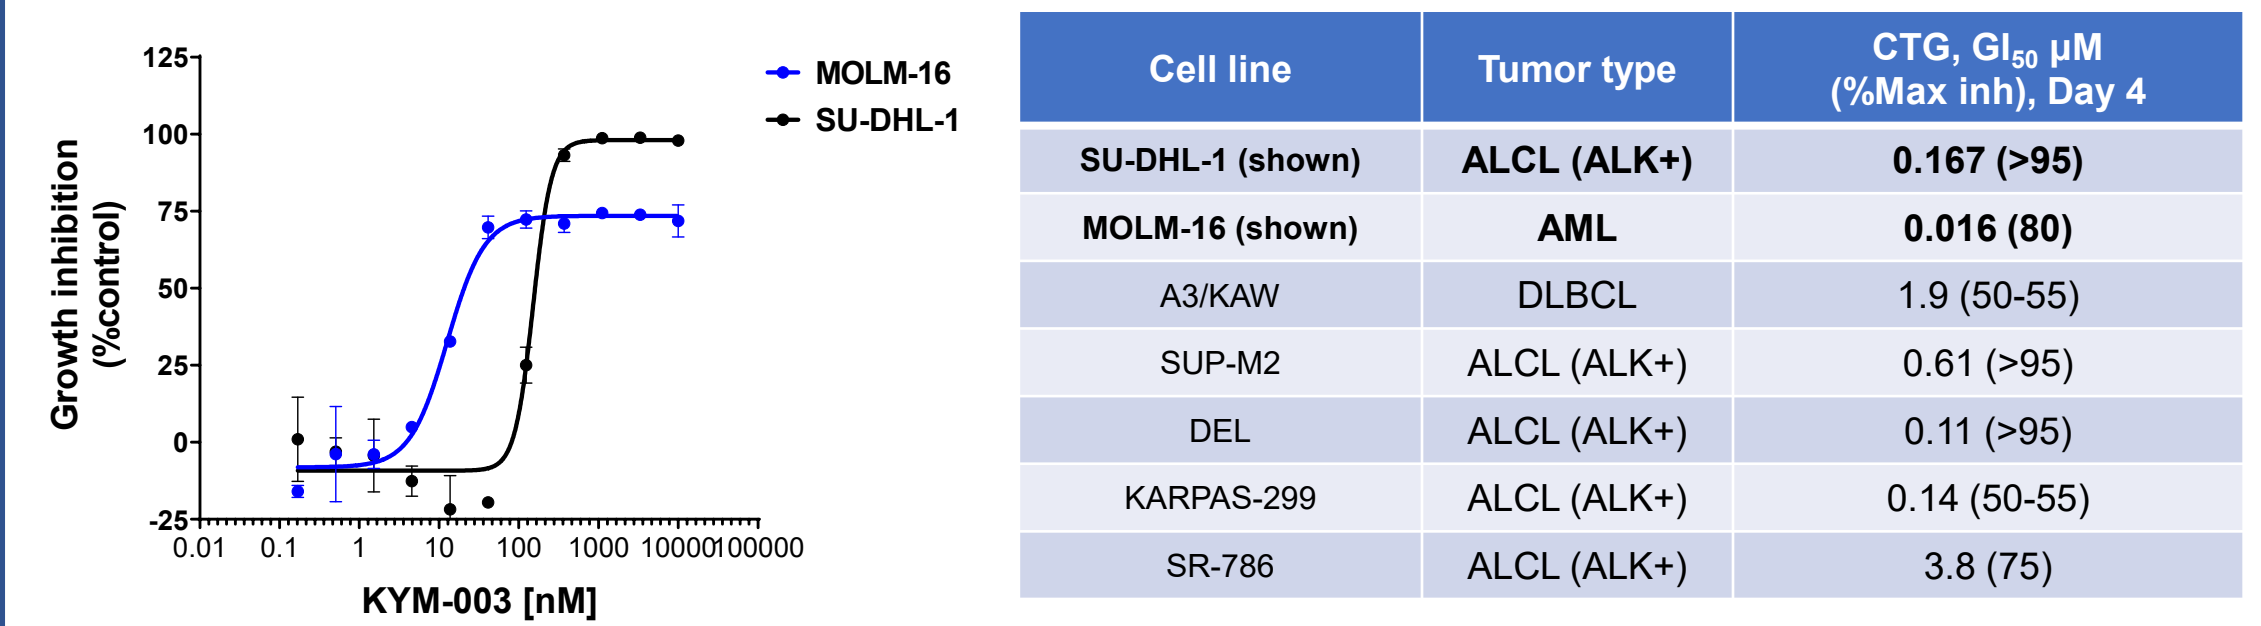 125
100
75
50
25
0
-25
Growth inhibition
(%control)
0.01 0.1 1 10 100 1000 10000 100000
KYM-003 [nM]
MOLM-16
SU-DHL-1
Cell line Tumor type CTG, GI50 µM
(%Max inh), Day 4
SU-DHL-1 (shown) ALCL (ALK+) 0.167 (>95)
MOLM-16 (shown) AML 0.016 (80)
A3/KAW DLBCL 1.9 (50-55)
SUP-M2 ALCL (ALK+) 0.61 (>95)
DEL ALCL (ALK+) 0.11 (>95)
KARPAS-299 ALCL (ALK+) 0.14 (50-55)
SR-786 ALCL (ALK+) 3.8 (75)